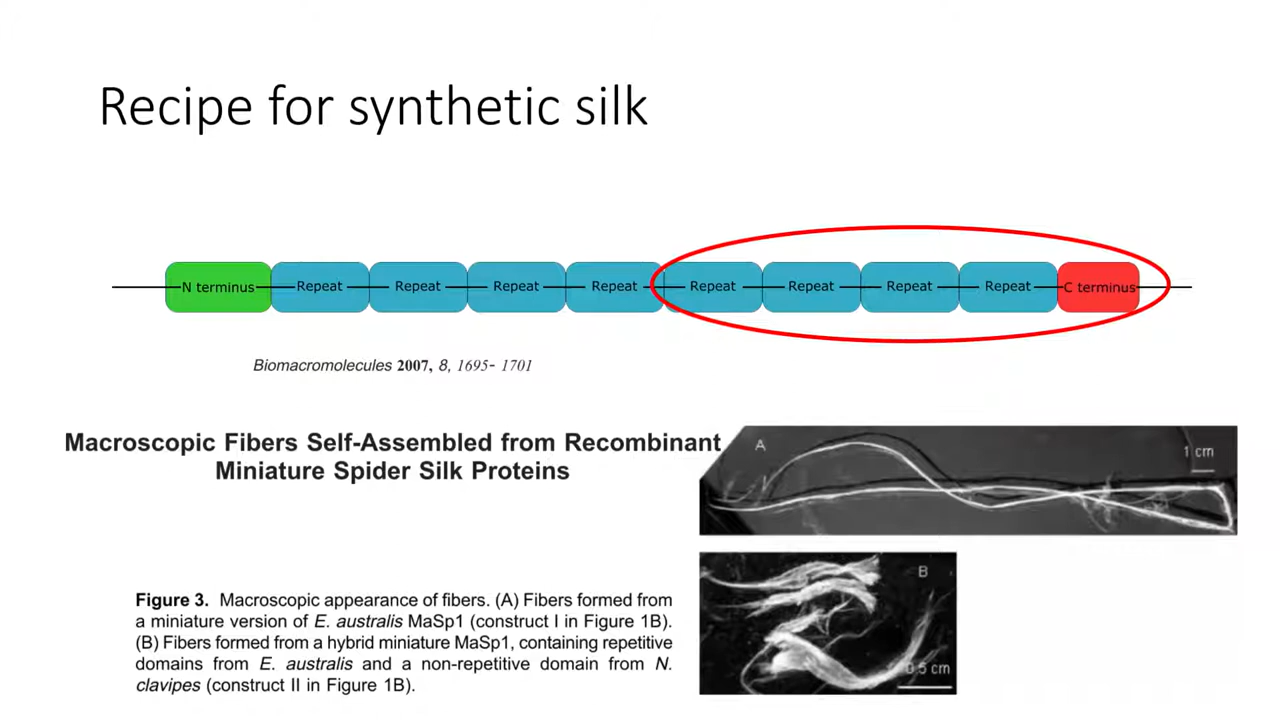 Recipe for synthetic silk
N terminus Repeat Repeat Repeat Repeat Repeat Repeat Repeat Repeat C terminus
Biomacromolecules 2007, 8, 1695- 1701
Macroscopic Fibers Self-Assembled from Recombinant
Miniature Spider Silk Proteins
A
1 cm
B
0.5 cm
Figure 3. Macroscopic appearance of fibers. (A) Fibers formed from
a miniature version of E. australis MaSp1 (construct I in Figure 1B).
(B) Fibers formed from a hybrid miniature MaSp1, containing repetitive
domains from E. australis and a non-repetitive domain from N.
clavipes (construct II in Figure 1B).